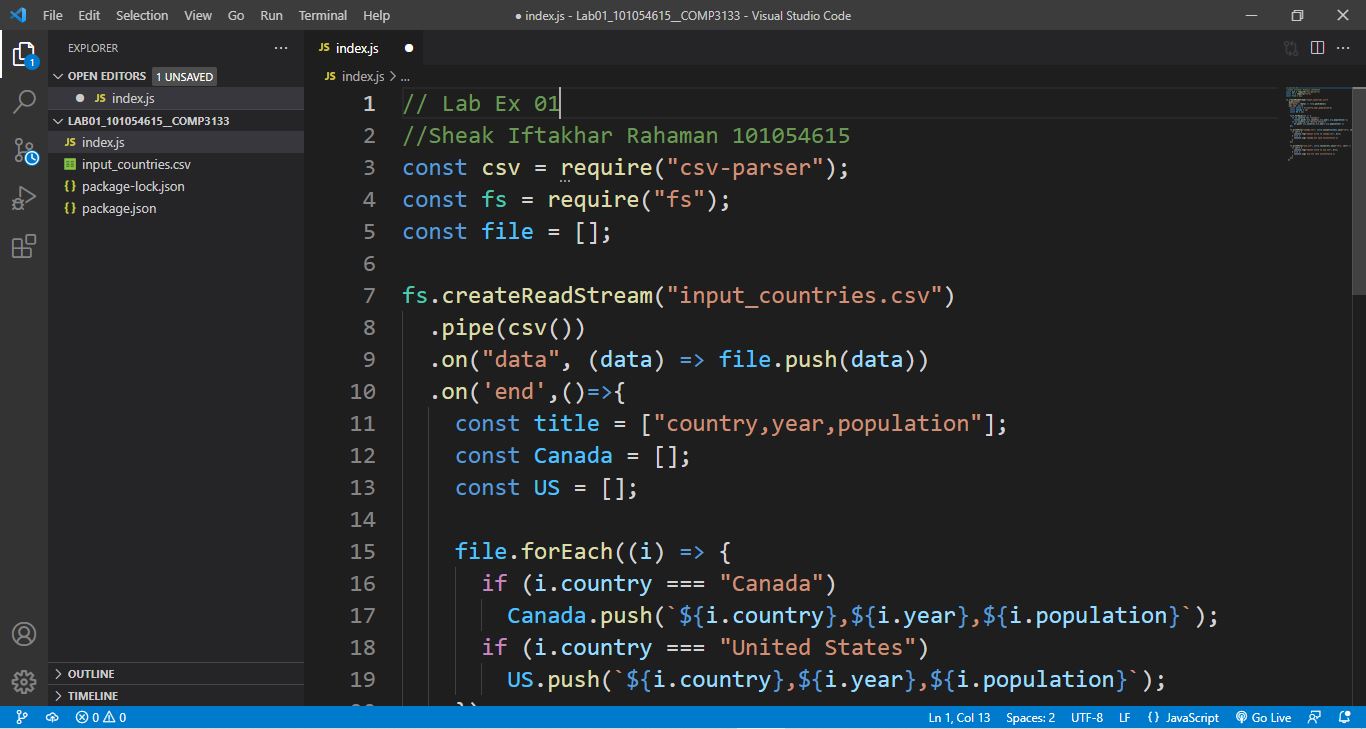 File Edit Selection View Go Run Terminal Help ● index.js - Lab01_101054615__COMP3133 - Visual Studio Code
EXPLORER ...
OPEN EDITORS 1 UNSAVED
● JS index.js
LAB01_101054615__COMP3133
JS index.js
input_countries.csv
{} package-lock.json
{} package.json
OUTLINE
TIMELINE
1
JS index.js ●
JS index.js > ...
1 // Lab Ex 01
2 //Sheak Iftakhar Rahaman 101054615
3 const csv = require("csv-parser");
4 const fs = require("fs");
5 const file = [];
6
7 fs.createReadStream("input_countries.csv")
8 .pipe(csv())
9 .on("data", (data) => file.push(data))
10 .on('end',()=>{
11 const title = ["country,year,population"];
12 const Canada = [];
13 const US = [];
14
15 file.forEach((i) => {
16 if (i.country === "Canada")
17 Canada.push(`${i.country},${i.year},${i.population}`);
18 if (i.country === "United States")
19 US.push(`${i.country},${i.year},${i.population}`);
0 0 Ln 1, Col 13 Spaces: 2 UTF-8 LF {} JavaScript Go Live